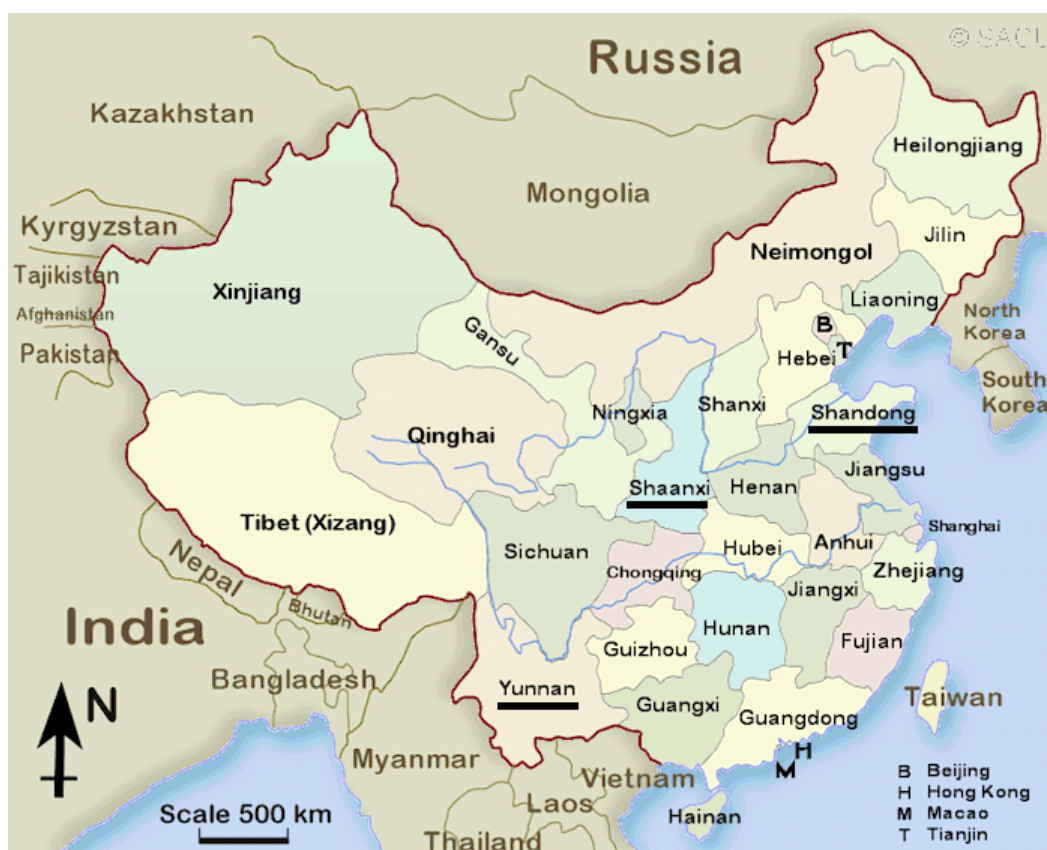 © SACU
Russia
Kazakhstan
Heilongjiang
Mongolia
Kyrgyzstan
Jilin
Neimongol
Tajikistan
Xinjiang
Liaoning
Afghanistan
North
Korea
B
Gansu
Pakistan
Hebei
T
South
Korea
Ningxia
Shanxi
Shandong
Qinghai
Jiangsu
Shaanxi
Henan
Tibet (Xizang)
Shanghai
Sichuan
Hubei
Anhui
Nepal
Chongqing
Zhejiang
Jiangxi
Bhutan
India
Hunan
Fujian
Guizhou
Bangladesh
Yunnan
Taiwan
N
Guangxi
Guangdong
H
Myanmar
M
Vietnam
B Beijing
H Hong Kong
Laos
Scale 500 km
Hainan
M Macao
Thailand
T Tianjin